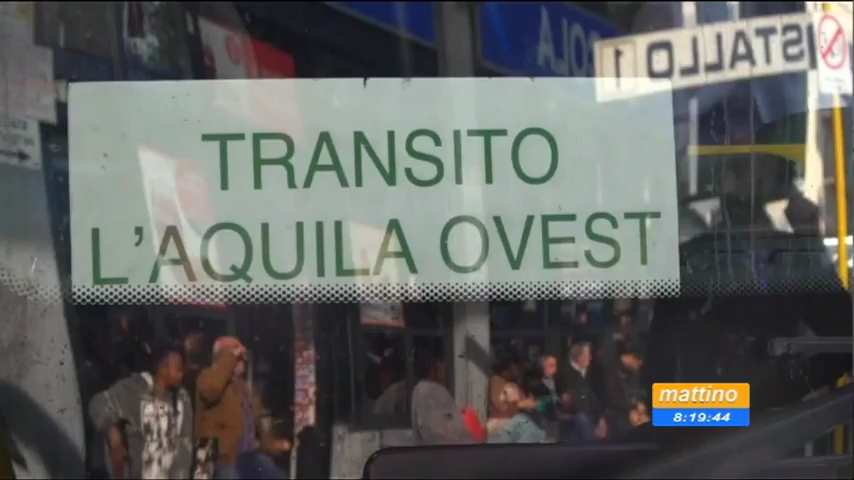 STALLO 1
TRANSITO
L'AQUILA OVEST
mattino
8:19:44